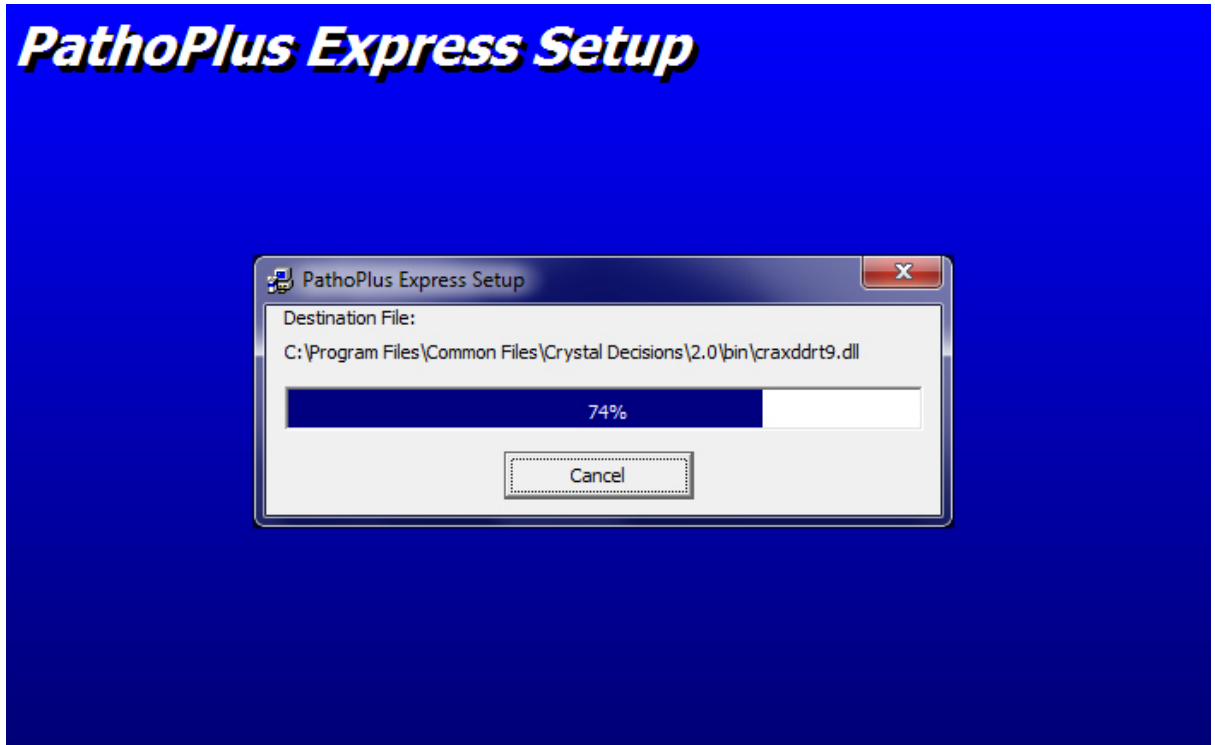 PathoPlus Express Setup
PathoPlus Express Setup
Destination File:
C:\Program Files\Common Files\Crystal Decisions\2.0\bin\craxddrt9.dll
74%
Cancel